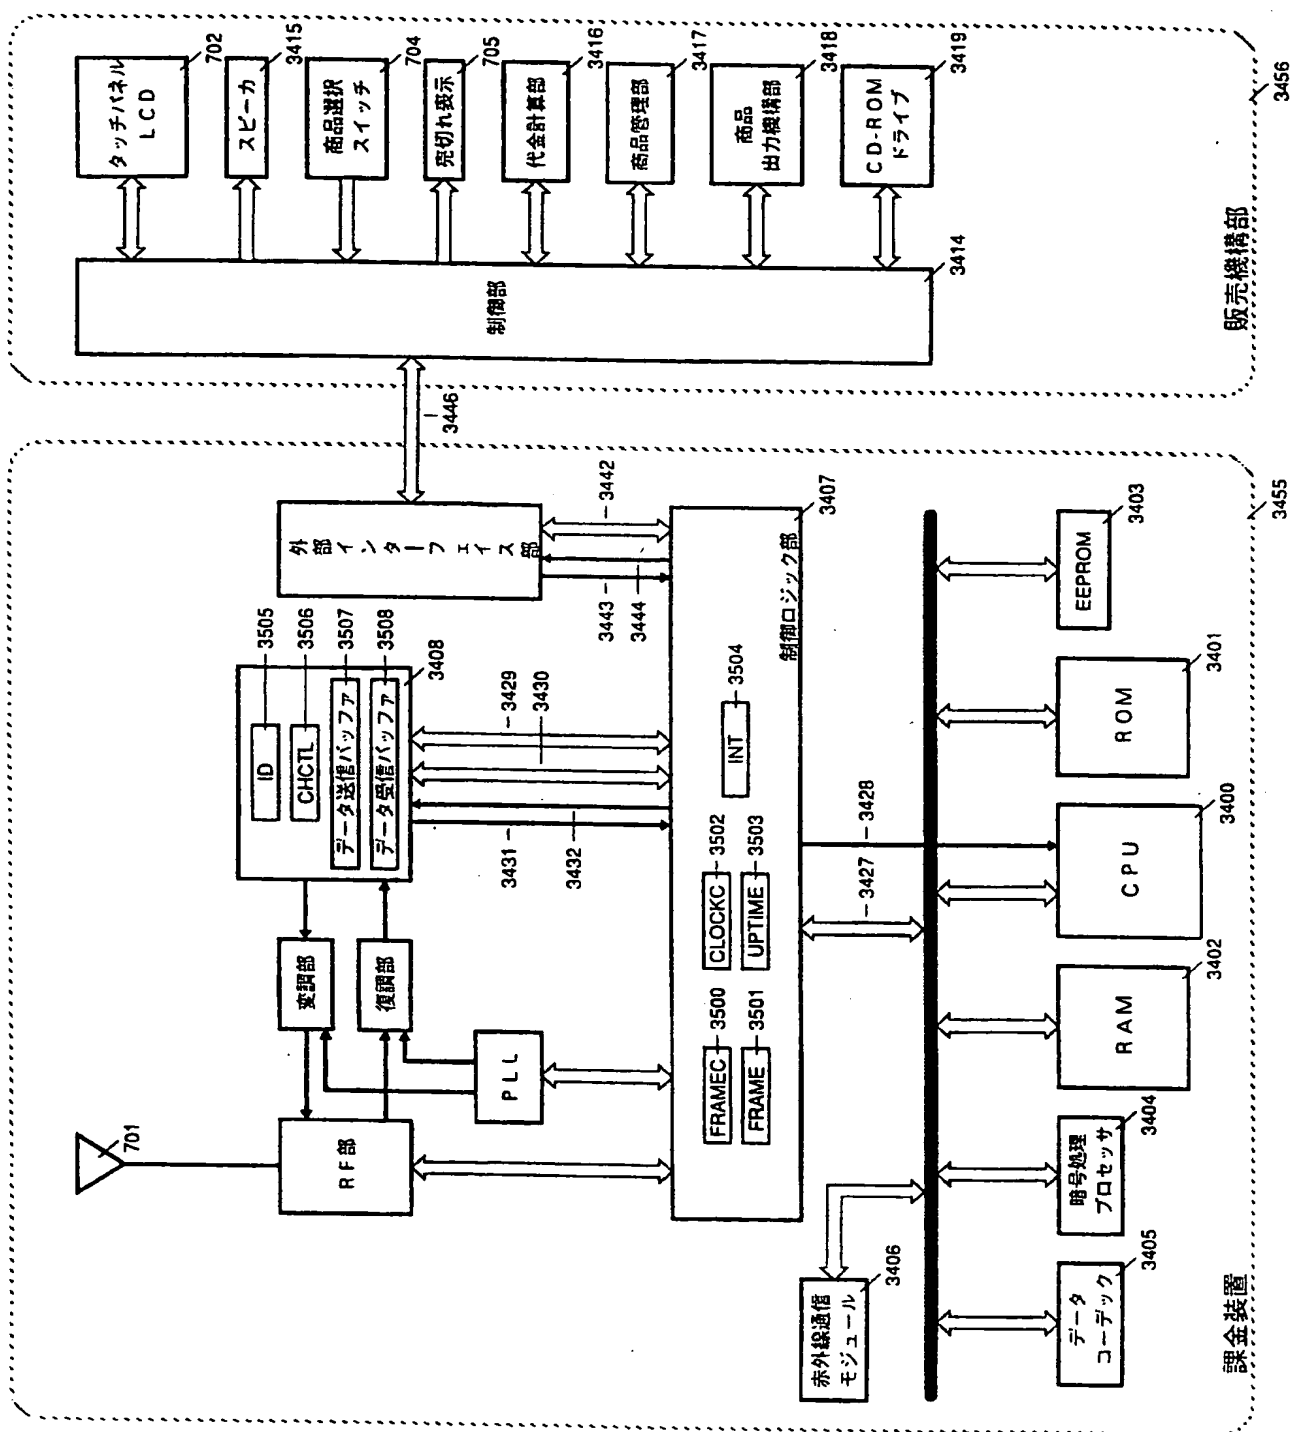 タッチパネル
LCD
702
スピーカ
3415
商品選択
スイッチ
704
売切れ表示
705
代金計算部
3416
商品管理部
3417
商品
出力機構部
3418
CD-ROM
ドライブ
3419
制御部
3414
販売機構部
3456
3446
外部インターフェイス部
3442
3443
3444
ID
3505
CHCTL
3506
データ送信バッファ
3507
データ受信バッファ
3508
3408
3429
3430
3431
3432
変調部
復調部
PLL
RF部
701
制御ロジック部
3407
INT
3504
CLOCKC
3502
UPTIME
3503
FRAMEC
3500
FRAME
3501
3428
3427
EEPROM
3403
ROM
3401
CPU
3400
RAM
3402
暗号処理
プロセッサ
3404
データ
コーデック
3405
赤外線通信
モジュール
3406
課金装置
3455